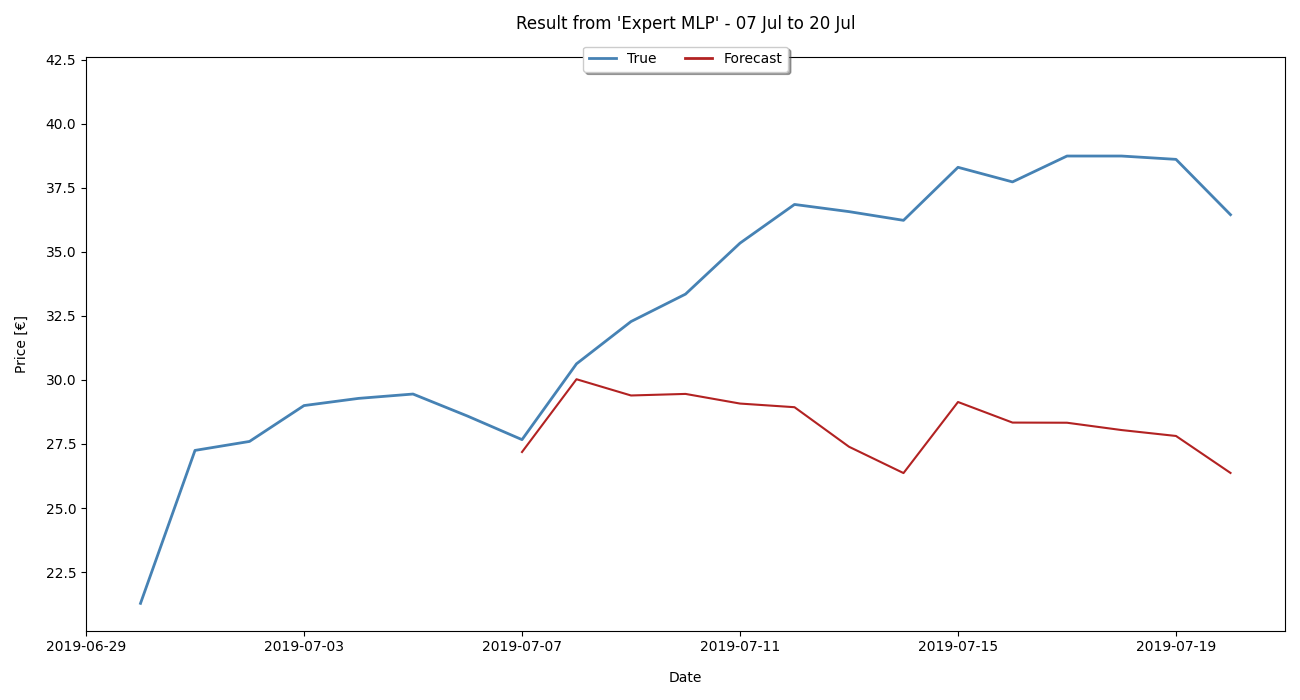 Result from 'Expert MLP' - 07 Jul to 20 Jul
True Forecast
42.5
40.0
37.5
35.0
32.5
30.0
27.5
25.0
22.5
Price [€]
2019-06-29 2019-07-03 2019-07-07 2019-07-11 2019-07-15 2019-07-19
Date